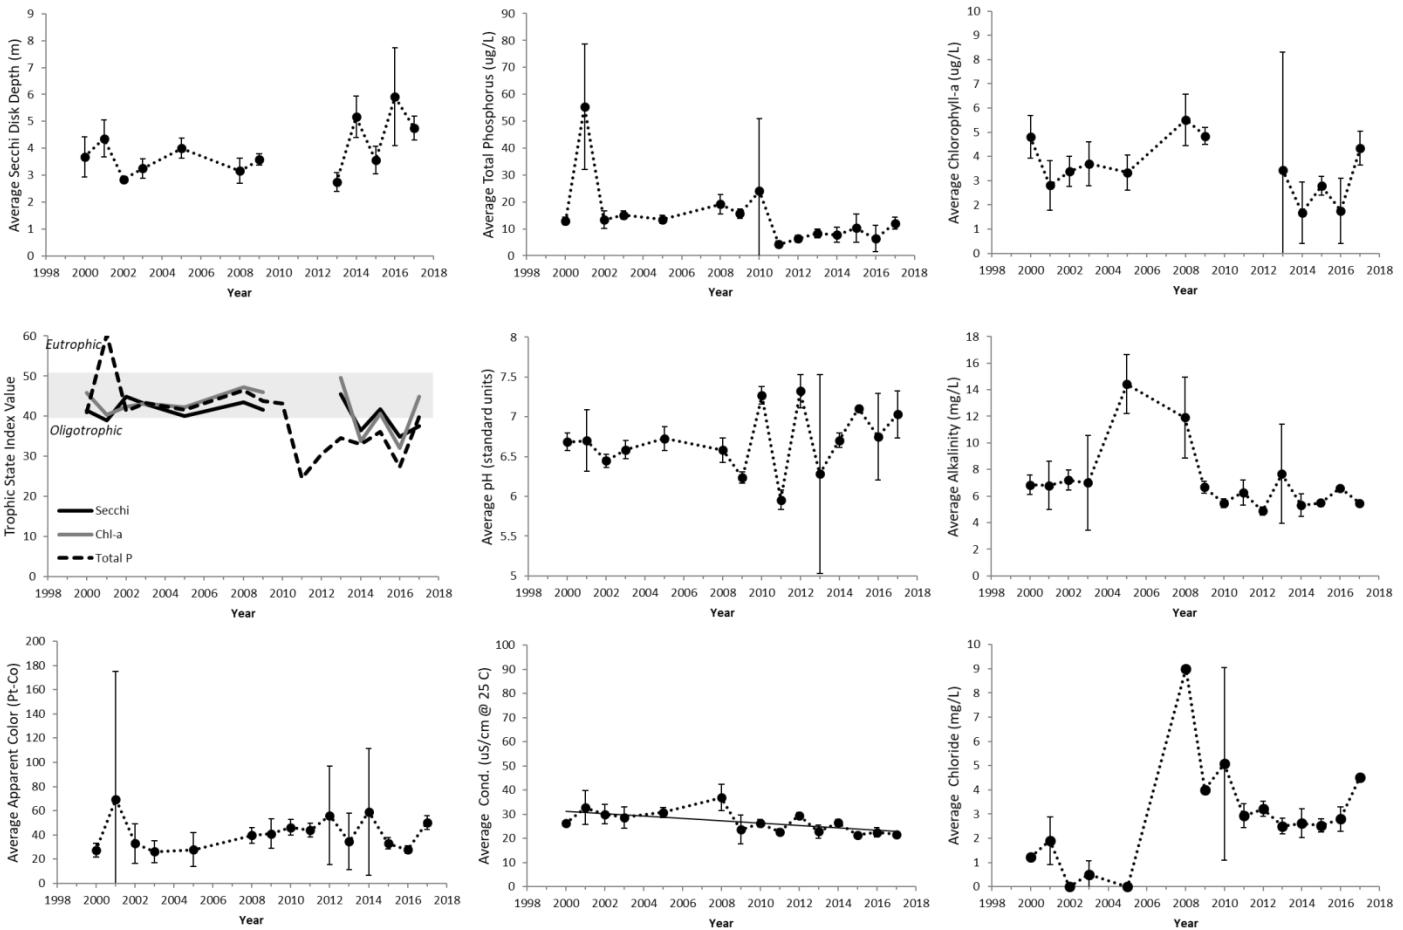 Average Secchi Disk Depth (m)
9
8
7
6
5
4
3
2
1
0
1998 2000 2002 2004 2006 2008 2010 2012 2014 2016 2018
Year
Average Total Phosphorus (ug/L)
90
80
70
60
50
40
30
20
10
0
1998 2000 2002 2004 2006 2008 2010 2012 2014 2016 2018
Year
Average Chlorophyll-a (ug/L)
10
9
8
7
6
5
4
3
2
1
0
1998 2000 2002 2004 2006 2008 2010 2012 2014 2016 2018
Year
Trophic State Index Value
60
50
40
30
20
10
0
Eutrophic
Oligotrophic
Secchi
Chl-a
Total P
1998 2000 2002 2004 2006 2008 2010 2012 2014 2016 2018
Year
Average pH (standard units)
8
7.5
7
6.5
6
5.5
5
1998 2000 2002 2004 2006 2008 2010 2012 2014 2016 2018
Year
Average Alkalinity (mg/L)
18
16
14
12
10
8
6
4
2
0
1998 2000 2002 2004 2006 2008 2010 2012 2014 2016 2018
Year
Average Apparent Color (Pt-Co)
200
180
160
140
120
100
80
60
40
20
0
1998 2000 2002 2004 2006 2008 2010 2012 2014 2016 2018
Year
Average Cond. (uS/cm @ 25 C)
100
90
80
70
60
50
40
30
20
10
0
1998 2000 2002 2004 2006 2008 2010 2012 2014 2016 2018
Year
Average Chloride (mg/L)
10
9
8
7
6
5
4
3
2
1
0
1998 2000 2002 2004 2006 2008 2010 2012 2014 2016 2018
Year